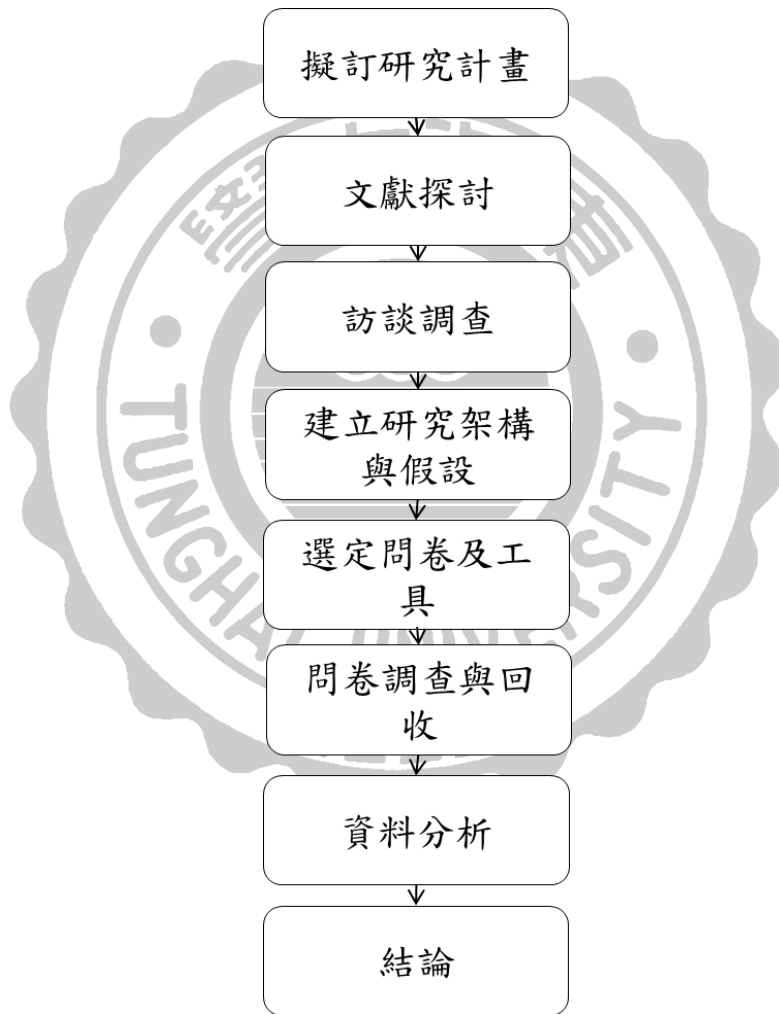 擬訂研究計畫
文獻探討
訪談調查
建立研究架構
與假設
選定問卷及工
具
問卷調查與回
收
資料分析
結論
TUNGHAI UNIVERSITY